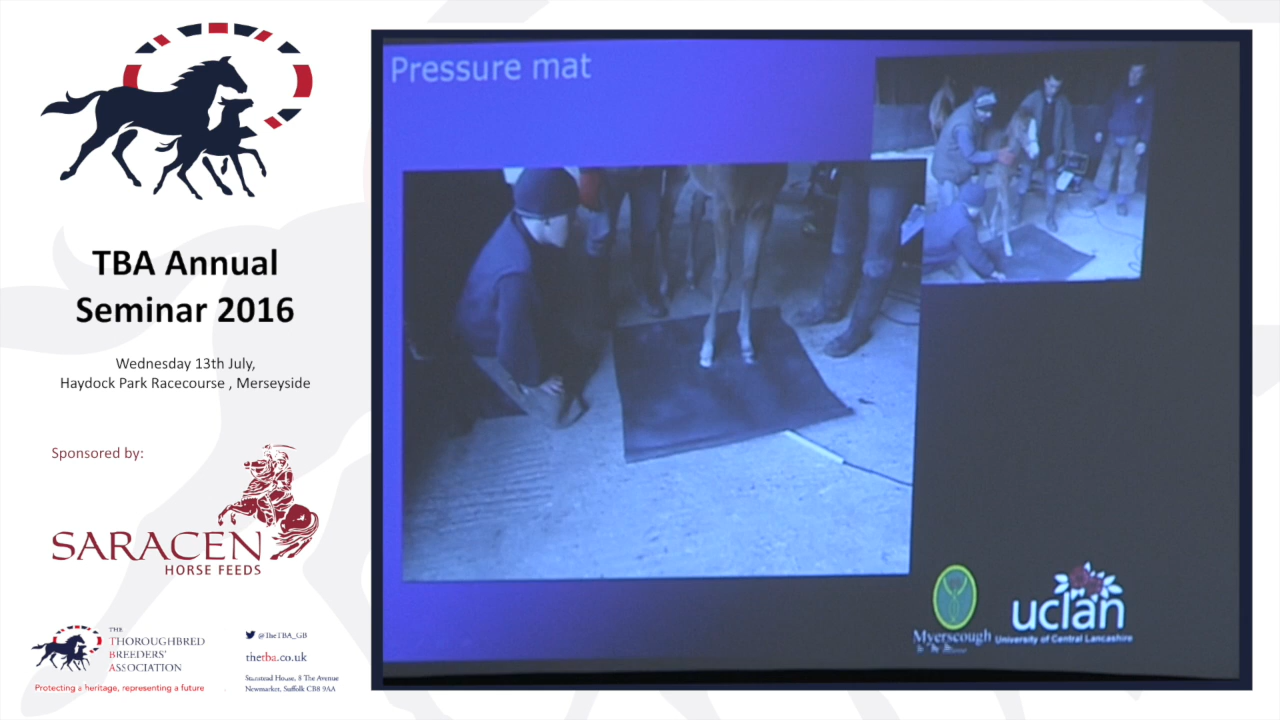 TBA Annual
Seminar 2016
Wednesday 13th July,
Haydock Park Racecourse , Merseyside
Sponsored by:
SARACEN
HORSE FEEDS
THE
THOROUGHBRED
BREEDERS'
ASSOCIATION
Protecting a heritage, representing a future
@TheTBA_GB
thetba.co.uk
Stanstead House, 8 The Avenue
Newmarket, Suffolk CB8 9AA
Pressure mat
Myerscough
uclan
University of Central Lancashire